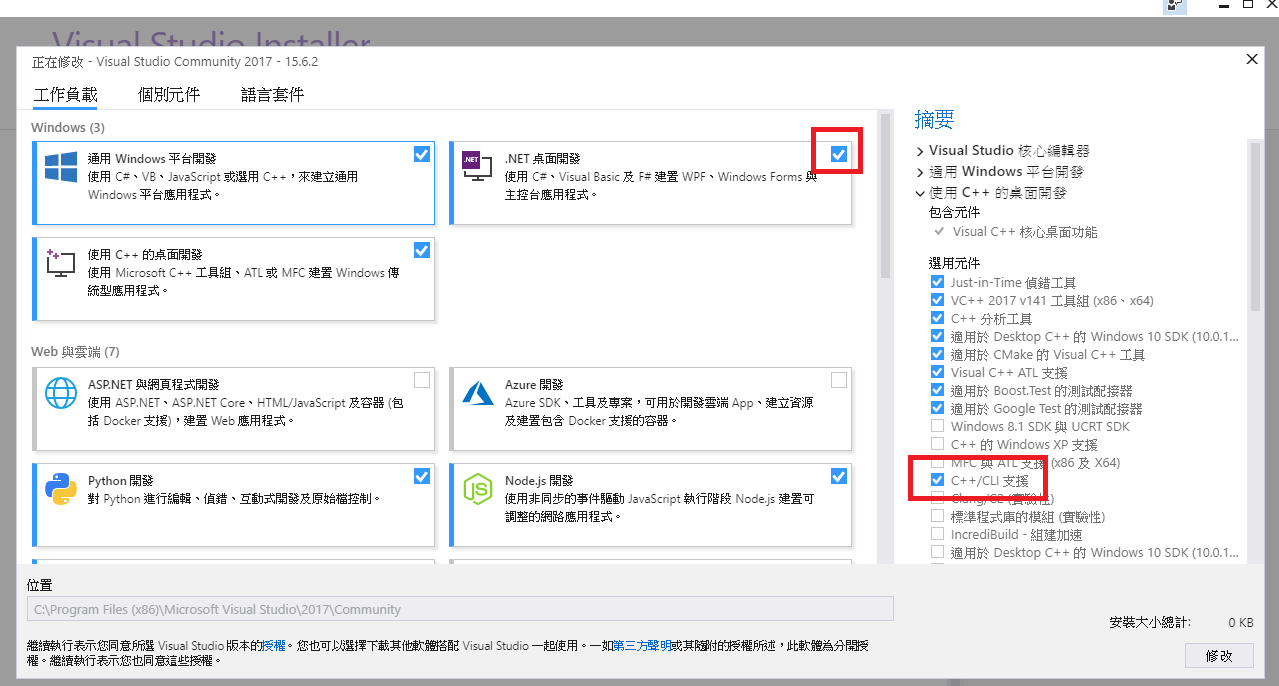 Visual Studio Installer
正在修改 - Visual Studio Community 2017 - 15.6.2
工作負載 個別元件 語言套件
Windows (3)
通用 Windows 平台開發
使用 C#、VB、JavaScript 或選用 C++，來建立通用
Windows 平台應用程式。
.NET
.NET 桌面開發
使用 C#、Visual Basic 及 F# 建置 WPF、Windows Forms 與
主控台應用程式。
使用 C++ 的桌面開發
使用 Microsoft C++ 工具組、ATL 或 MFC 建置 Windows 傳
統型應用程式。
Web 與雲端 (7)
ASP.NET 與網頁程式開發
使用 ASP.NET、ASP.NET Core、HTML/JavaScript 及容器 (包
括 Docker 支援)，建置 Web 應用程式。
Azure 開發
Azure SDK、工具及專案，可用於開發雲端 App、建立資源
及建置包含 Docker 支援的容器。
Python 開發
對 Python 進行編輯、偵錯、互動式開發及原始檔控制。
JS
Node.js 開發
使用非同步的事件驅動 JavaScript 執行階段 Node.js 建置可
調整的網路應用程式。
摘要
Visual Studio 核心編輯器
通用 Windows 平台開發
使用 C++ 的桌面開發
包含元件
Visual C++ 核心桌面功能
選用元件
Just-in-Time 偵錯工具
VC++ 2017 v141 工具組 (x86、x64)
C++ 分析工具
適用於 Desktop C++ 的 Windows 10 SDK (10.0.1...
適用於 CMake 的 Visual C++ 工具
Visual C++ ATL 支援
適用於 Boost.Test 的測試配接器
適用於 Google Test 的測試配接器
Windows 8.1 SDK 與 UCRT SDK
C++ 的 Windows XP 支援
MFC 與 ATL 支援 (x86 及 X64)
C++/CLI 支援
Clang/C2 (實驗性)
標準程式庫的模組 (實驗性)
IncrediBuild - 組建加速
適用於 Desktop C++ 的 Windows 10 SDK (10.0.1...
位置
C:\Program Files (x86)\Microsoft Visual Studio\2017\Community
安裝大小總計: 0 KB
繼續執行表示您同意所選 Visual Studio 版本的授權。您也可以選擇下載其他軟體搭配 Visual Studio 一起使用。一如第三方聲明或其隨附的授權所述，此軟體為分開授
權。繼續執行表示您也同意這些授權。
修改